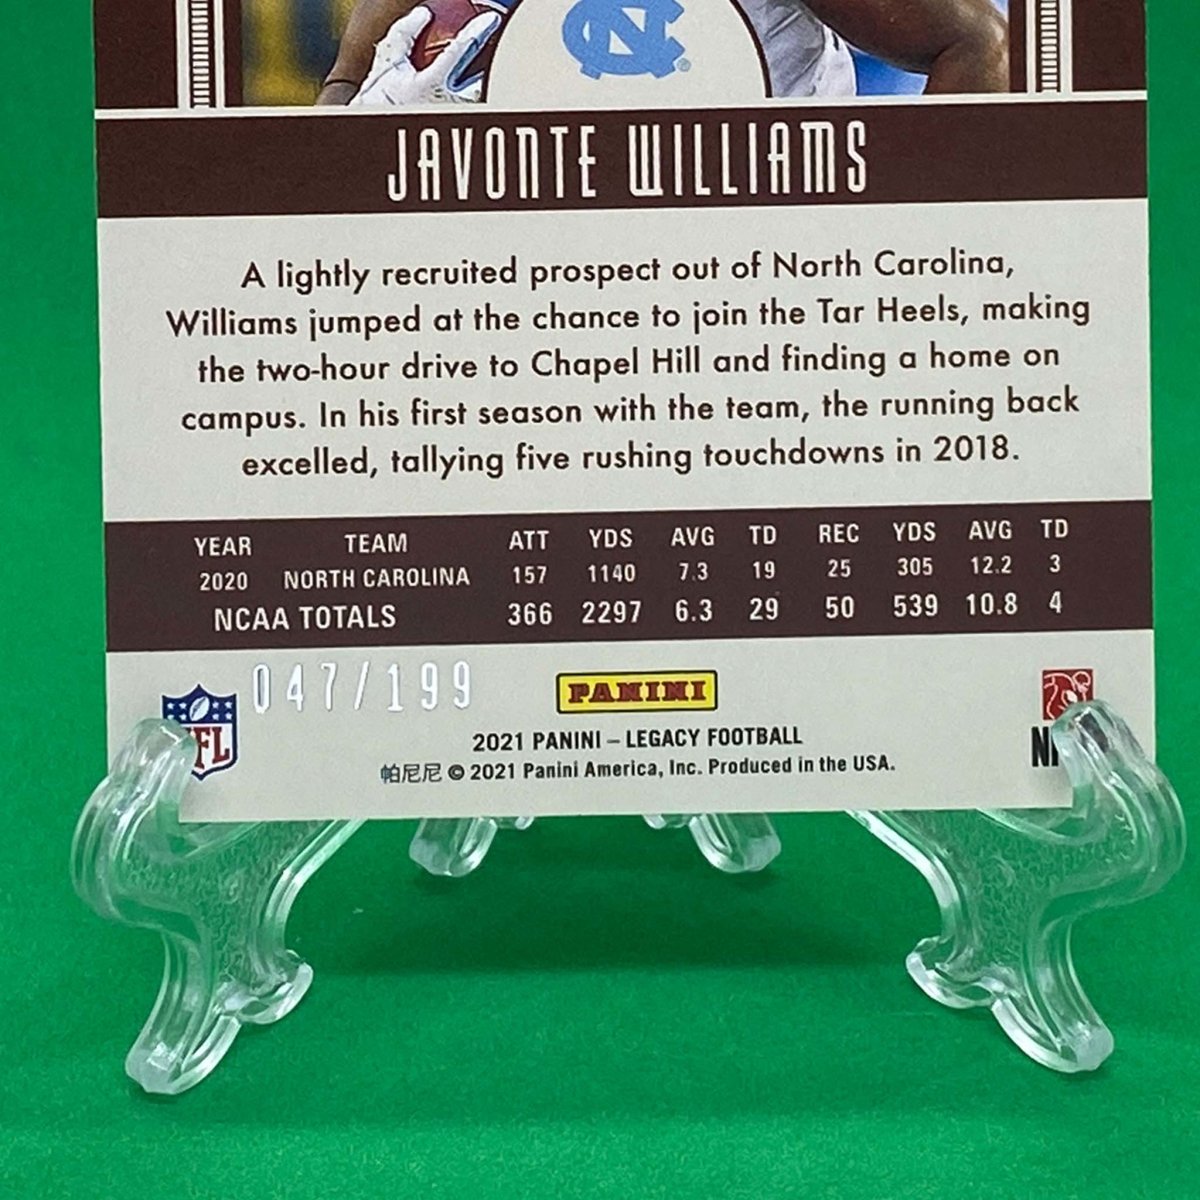 NC
JAVONTE WILLIAMS
A lightly recruited prospect out of North Carolina,
Williams jumped at the chance to join the Tar Heels, making
the two-hour drive to Chapel Hill and finding a home on
campus. In his first season with the team, the running back
excelled, tallying five rushing touchdowns in 2018.
YEAR TEAM ATT YDS AVG TD REC YDS AVG TD
2020 NORTH CAROLINA 157 1140 7.3 19 25 305 12.2 3
NCAA TOTALS 366 2297 6.3 29 50 539 10.8 4
047/199
NFL
PANINI
2021 PANINI – LEGACY FOOTBALL
帕尼尼 © 2021 Panini America, Inc. Produced in the USA.